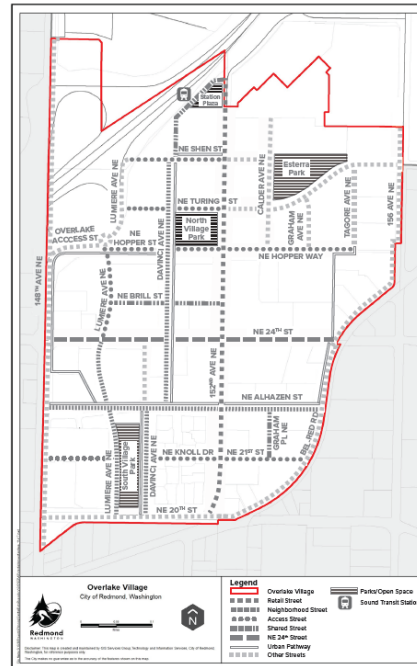 Station
Plaza
NE SHEN ST
Esterra
Park
LUMIERE AVE NE
CALDER AVE NE
NE TURING ST
North
Village
Park
GRAHAM
AVE NE
TAGORE AVE NE
156 AVE NE
OVERLAKE
ACCCESS ST
NE
HOPPER ST
DAVINCI AVE NE
NE HOPPER WAY
148TH AVE NE
LUMIERE AVE NE
NE BRILL ST
152ND AVE NE
NE 24TH ST
NE ALHAZEN ST
LUMIERE AVE NE
South Village
Park
DAVINCI AVE NE
NE KNOLL DR
NE 21ST ST
GRAHAM
PL NE
BEL-RED RD
NE 20TH ST
Overlake Village
City of Redmond, Washington
Redmond
WASHINGTON
N
Legend
Overlake Village
Retail Street
Neighborhood Street
Access Street
Shared Street
NE 24th Street
Urban Pathway
Other Streets
Parks/Open Space
Sound Transit Statio